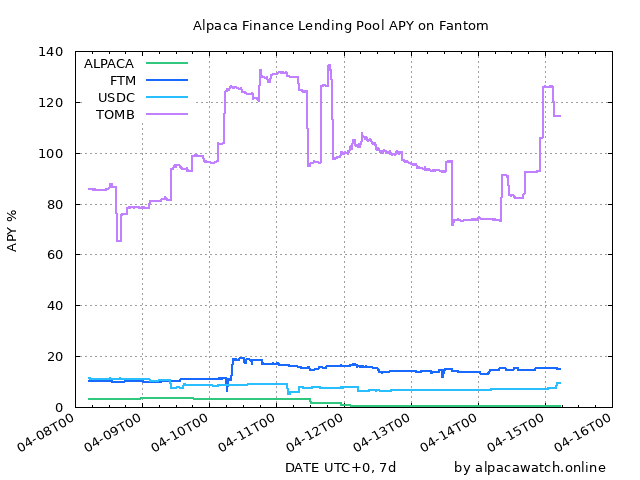 Alpaca Finance Lending Pool APY on Fantom
140
120
100
80
60
40
20
0
APY %
ALPACA
FTM
USDC
TOMB
04-08T00
04-09T00
04-10T00
04-11T00
04-12T00
04-13T00
04-14T00
04-15T00
04-16T00
DATE UTC+0, 7d
by alpacawatch.online